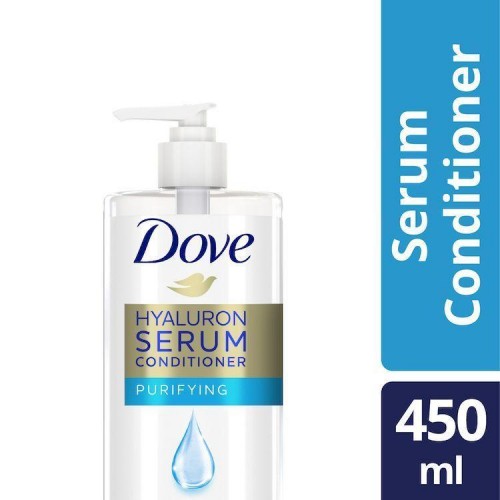 Dove
HYALURON
SERUM
CONDITIONER
PURIFYING
Serum
Conditioner
450
ml